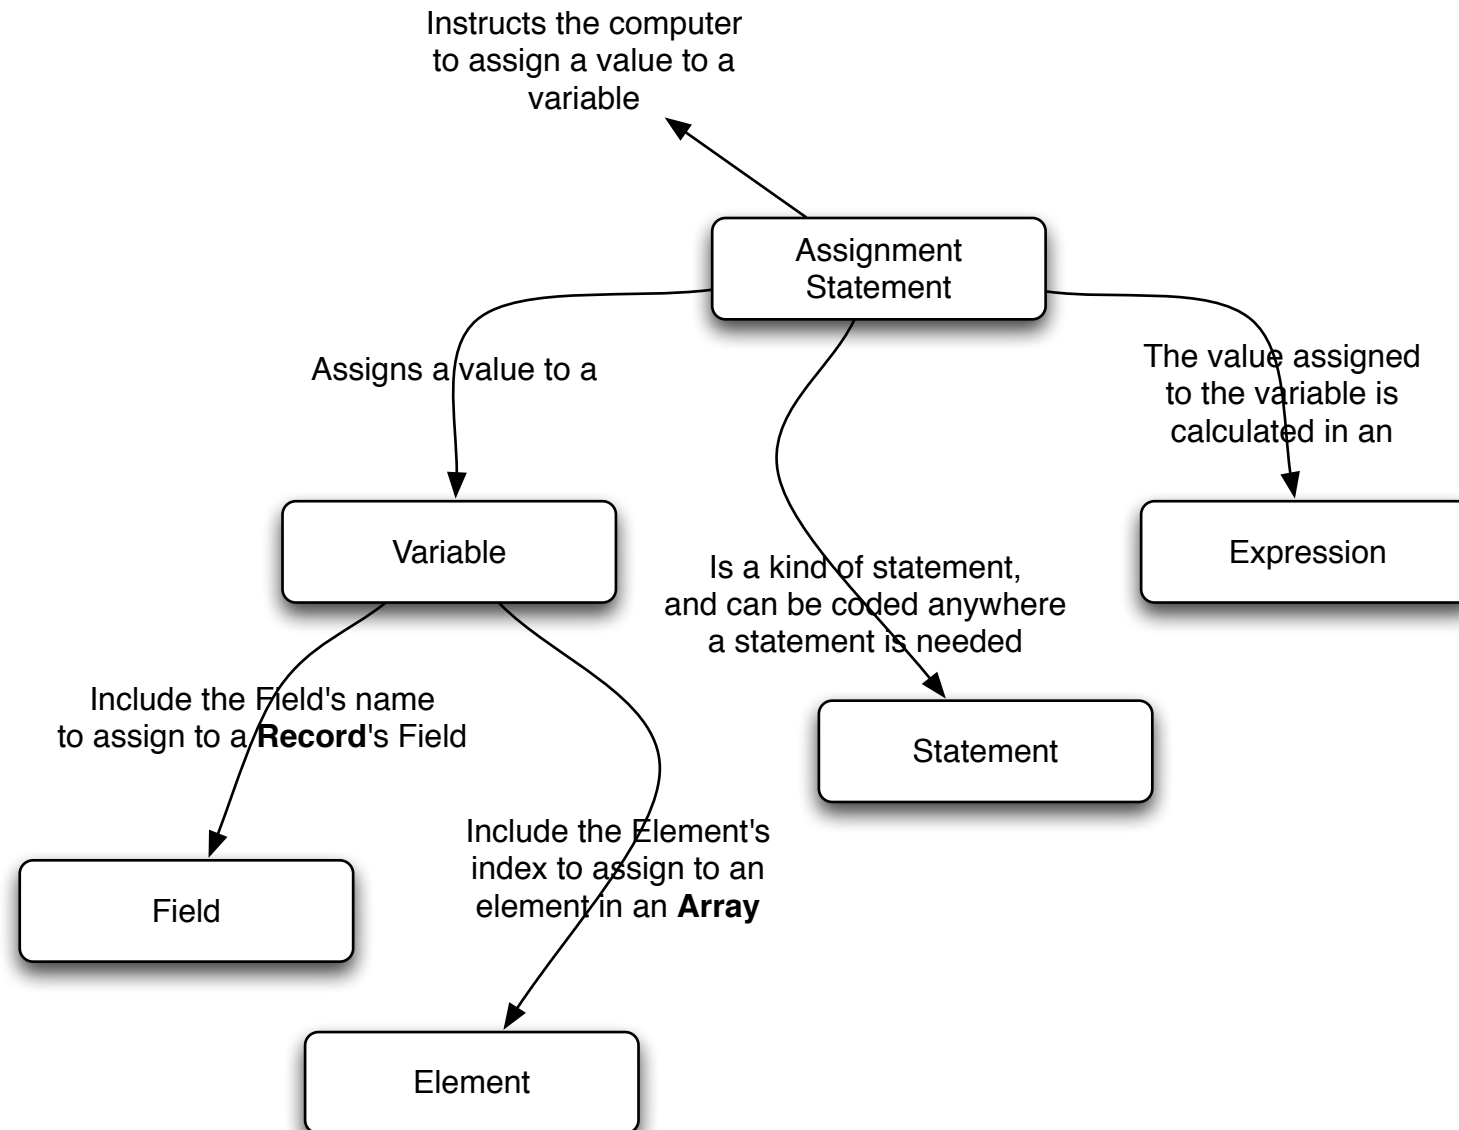 Instructs the computer
to assign a value to a
variable
Assignment
Statement
Assigns a value to a
The value assigned
to the variable is
calculated in an
Variable
Expression
Is a kind of statement,
and can be coded anywhere
a statement is needed
Include the Field's name
to assign to a Record's Field
Statement
Include the Element's
index to assign to an
element in an Array
Field
Element